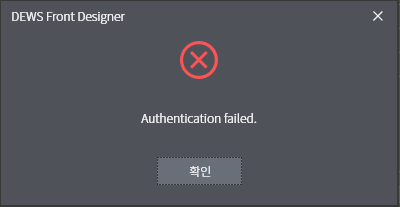 DEWS Front Designer
Authentication failed.
확인